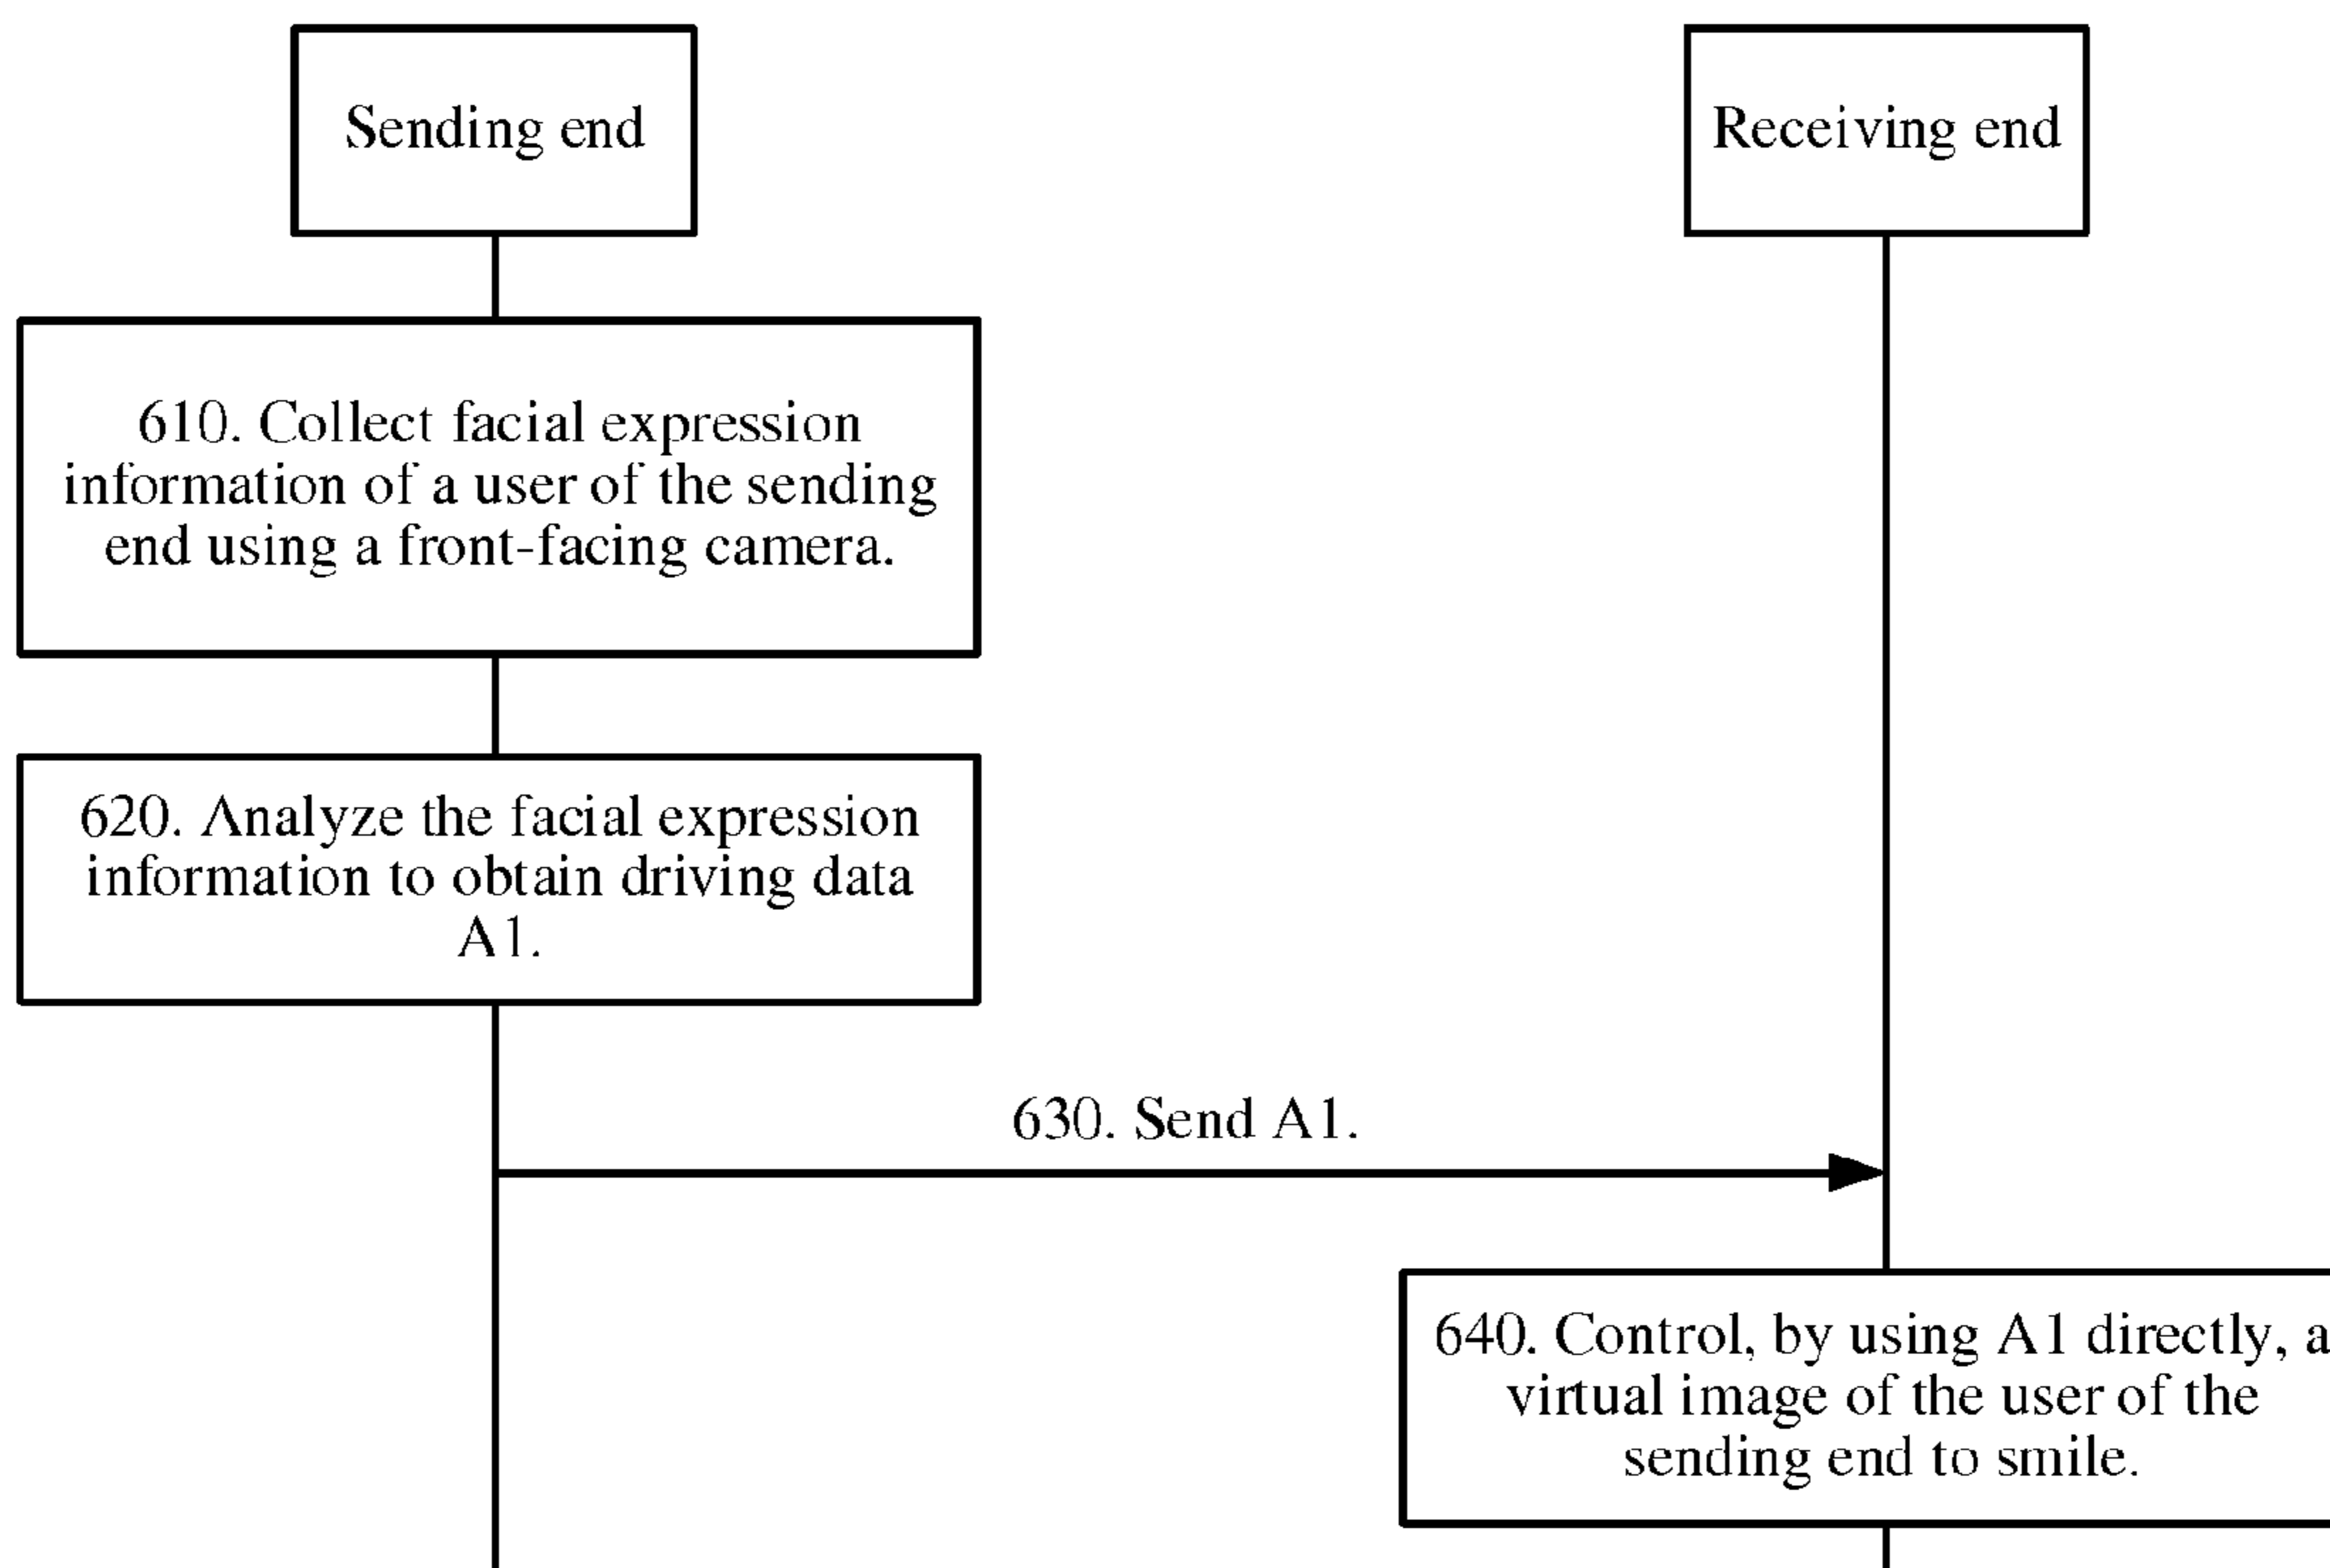 Sending end
Receiving end
610. Collect facial expression
information of a user of the sending
end using a front-facing camera.
620. Analyze the facial expression
information to obtain driving data
A1.
630. Send A1.
640. Control, by using A1 directly, a
virtual image of the user of the
sending end to smile.